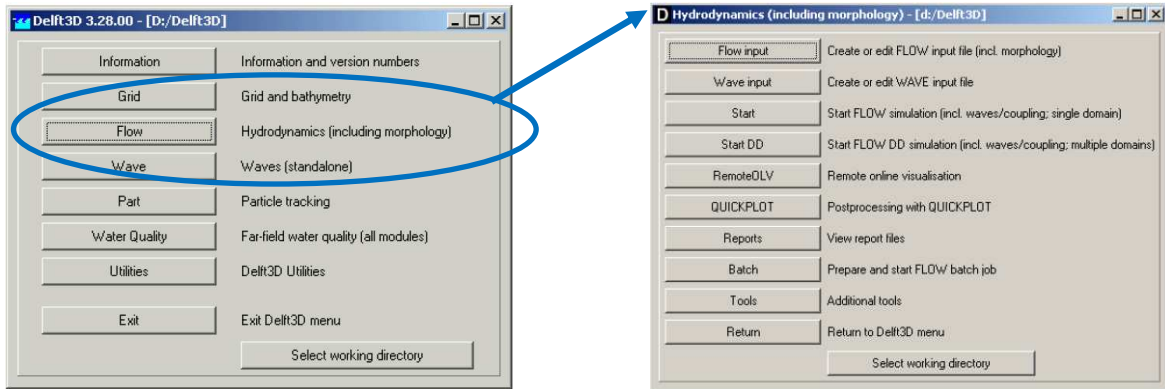 Delft3D 3.28.00 - [D:/Delft3D]
Information Information and version numbers
Grid Grid and bathymetry
Flow Hydrodynamics (including morphology)
Wave Waves (standalone)
Part Particle tracking
Water Quality Far-field water quality (all modules)
Utilities Delft3D Utilities
Exit Exit Delft3D menu
Select working directory
D Hydrodynamics (including morphology) - [d:/Delft3D]
Flow input Create or edit FLOW input file (incl. morphology)
Wave input Create or edit WAVE input file
Start Start FLOW simulation (incl. waves/coupling; single domain)
Start DD Start FLOW DD simulation (incl. waves/coupling; multiple domains)
RemoteOLV Remote online visualisation
QUICKPLOT Postprocessing with QUICKPLOT
Reports View report files
Batch Prepare and start FLOW batch job
Tools Additional tools
Return Return to Delft3D menu
Select working directory